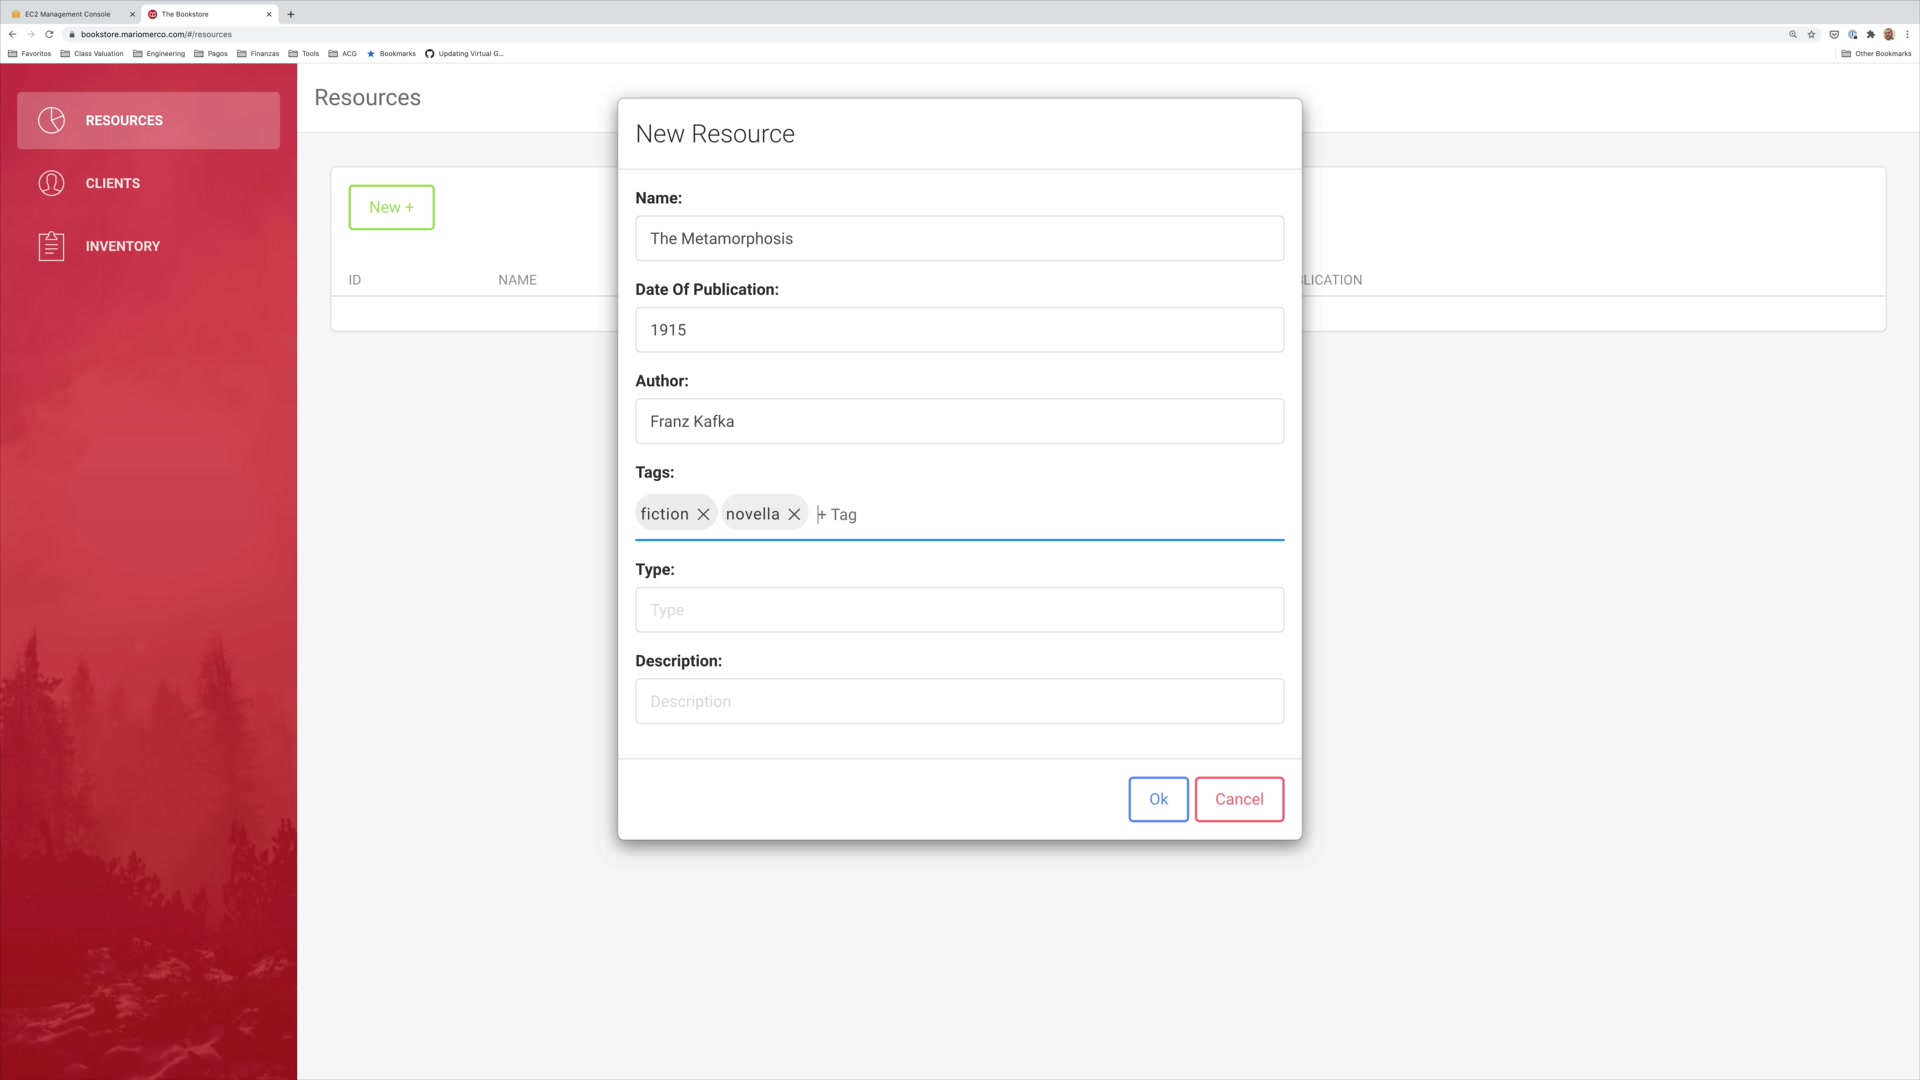 EC2 Management Console
The Bookstore
bookstore.mariomerco.com/#/resources
Favoritos
Class Valuation
Engineering
Pagos
Finanzas
Tools
ACG
Bookmarks
Updating Virtual G...
Other Bookmarks
RESOURCES
CLIENTS
INVENTORY
Resources
New +
ID
NAME
LICATION
New Resource
Name:
The Metamorphosis
Date Of Publication:
1915
Author:
Franz Kafka
Tags:
fiction
novella
+ Tag
Type:
Type
Description:
Description
Ok
Cancel